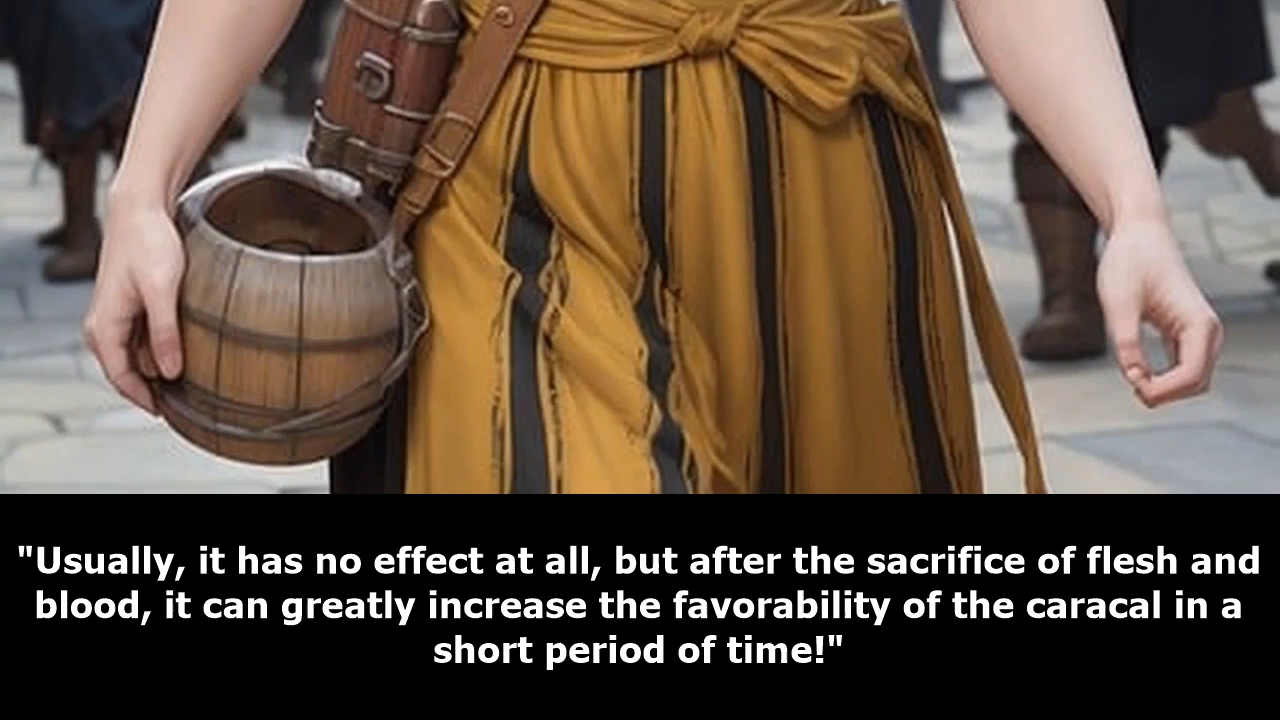 "Usually, it has no effect at all, but after the sacrifice of flesh and
blood, it can greatly increase the favorability of the caracal in a
short period of time!"